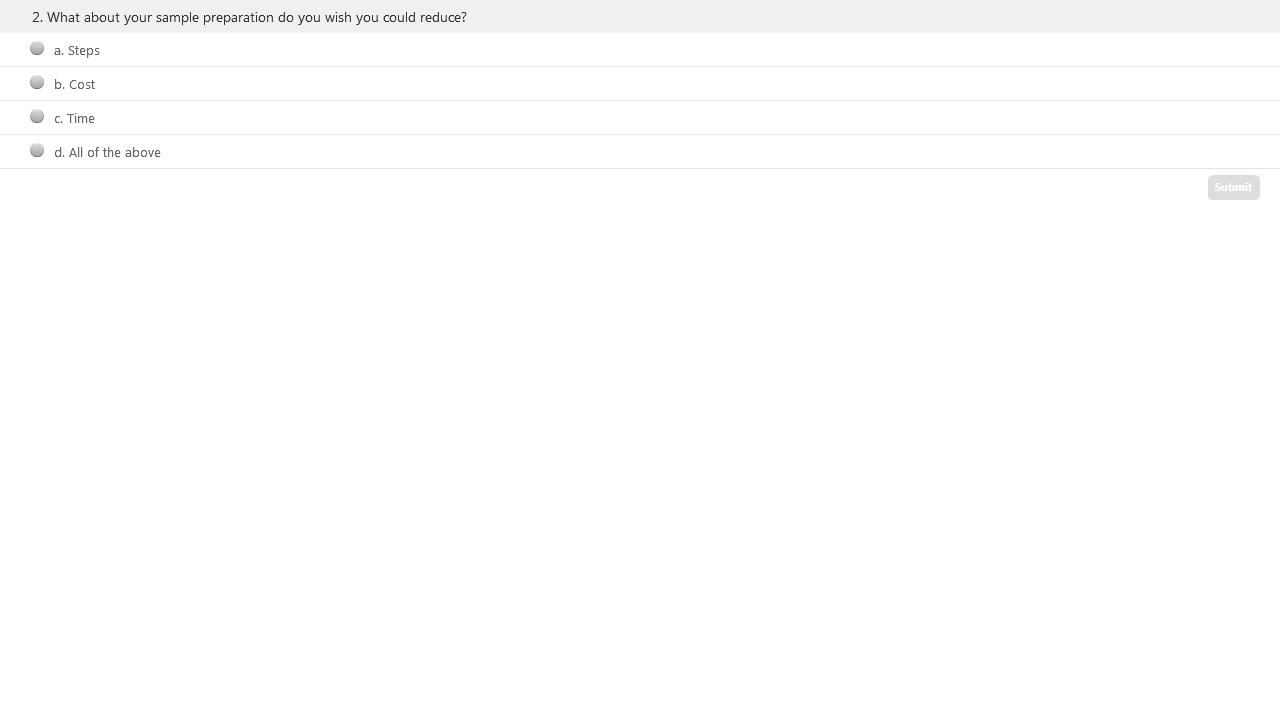 2. What about your sample preparation do you wish you could reduce?
a. Steps
b. Cost
c. Time
d. All of the above
Submit